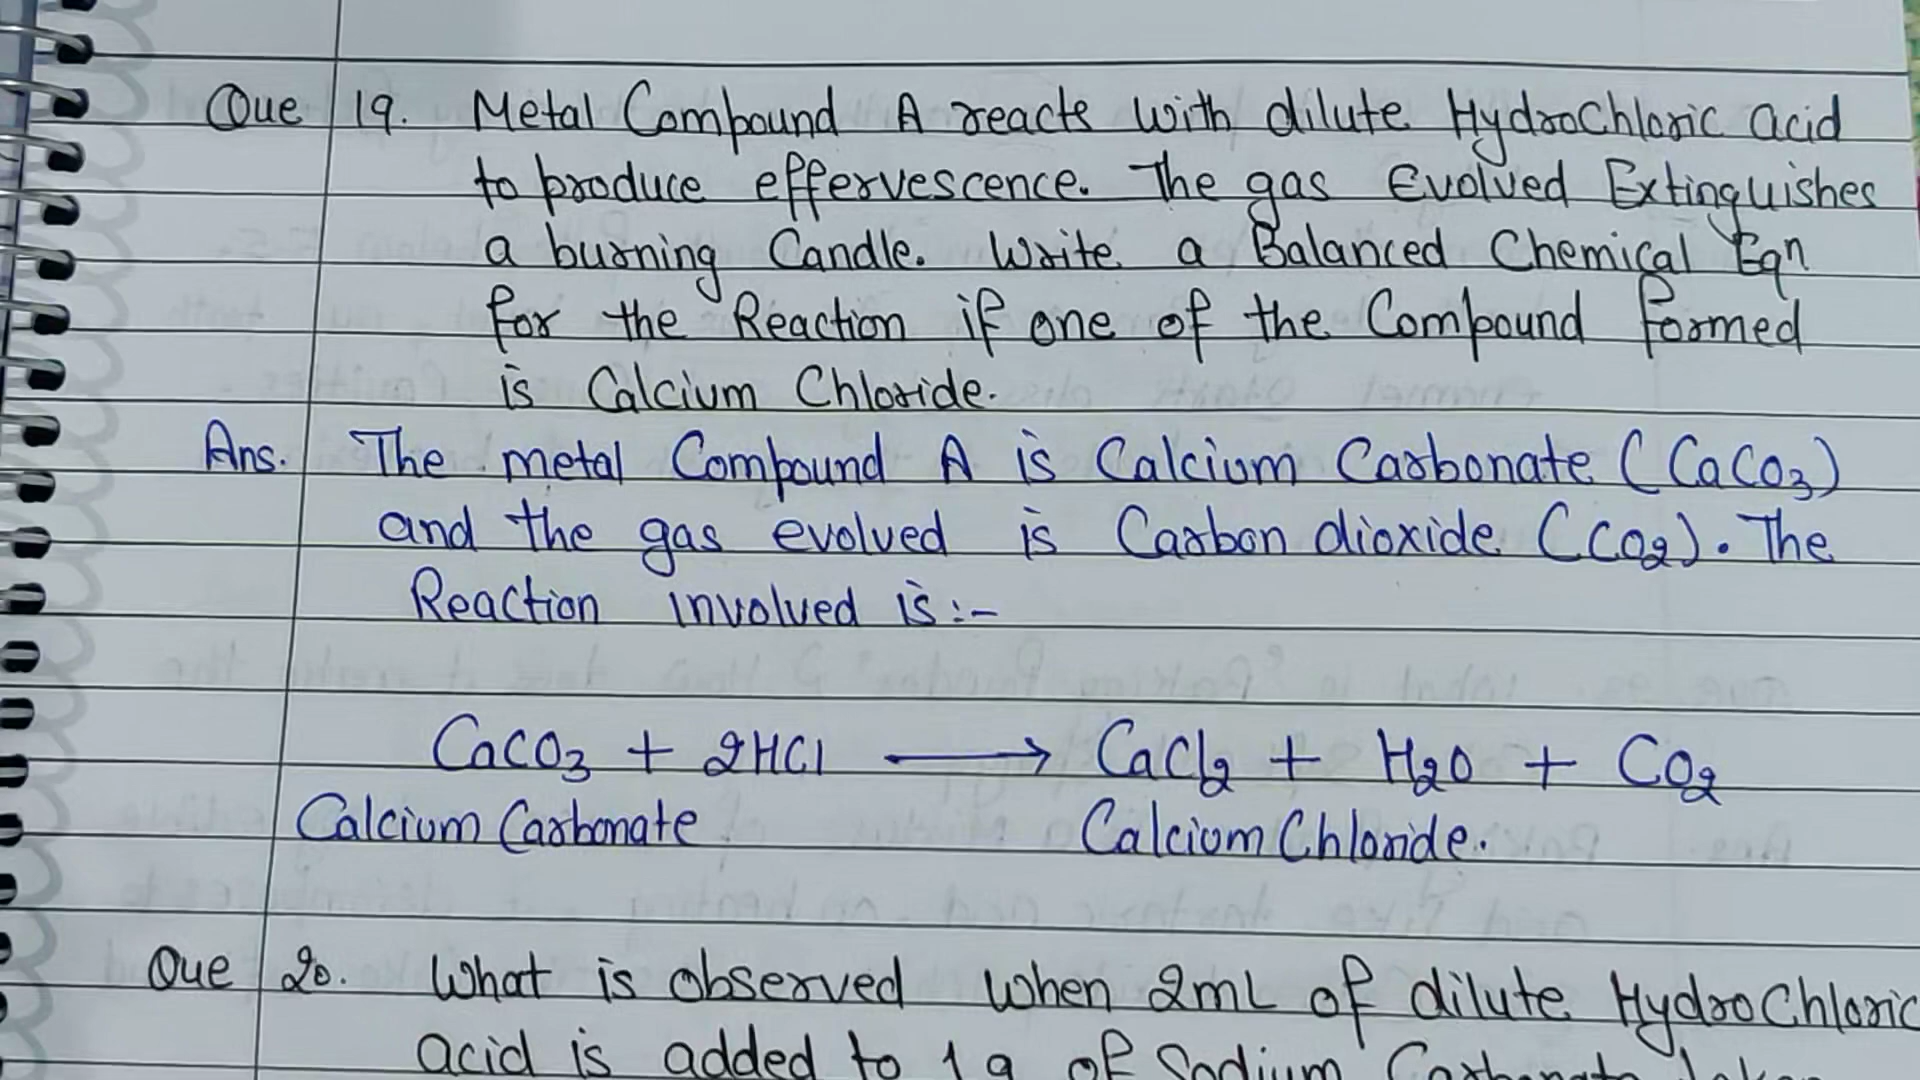 Que 19. Metal Compound A reacts with dilute HydroChloric acid
to produce effervescence. The gas Evolved Extinguishes
a burning Candle. Write a Balanced Chemical Eqn
for the Reaction if one of the Compound formed
is Calcium Chloride.
Ans. The metal Compound A is Calcium Carbonate (CaCO3)
and the gas evolved is Carbon dioxide (CO2). The
Reaction involved is:-
CaCO3 + 2HCl ⟶ CaCl2 + H2O + CO2
Calcium Carbonate Calcium Chloride.
Que 20. What is observed when 2mL of dilute HydroChloric
acid is added to 1g of Sodium Carbonate